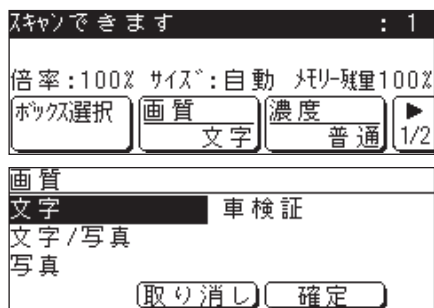 ｽｷｬﾝできます : 1
倍率:100% ｻｲｽﾞ:自動 ﾒﾓﾘｰ残量100%
ﾎﾞｯｸｽ選択 画質 濃度 ▶
文字 普通 1/2
画質
文字 車検証
文字/写真
写真
取り消し 確定